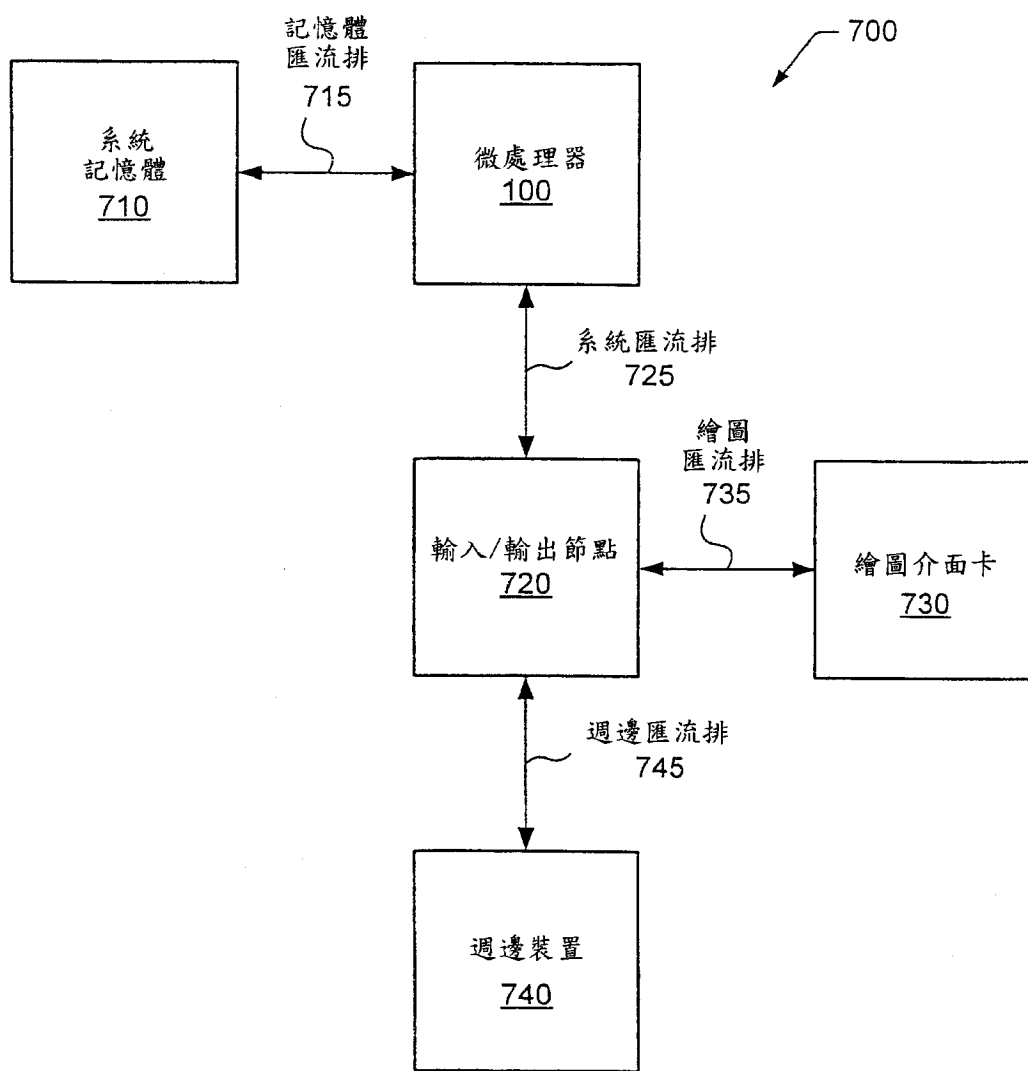 700
記憶體
匯流排
715
系統
記憶體
710
微處理器
100
系統匯流排
725
繪圖
匯流排
735
輸入/輸出節點
720
繪圖介面卡
730
週邊匯流排
745
週邊裝置
740